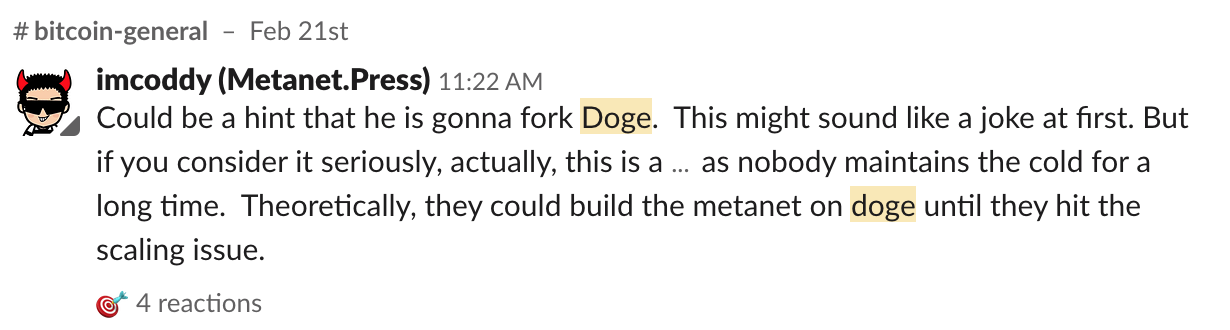 # bitcoin-general – Feb 21st
imcoddy (Metanet.Press) 11:22 AM
Could be a hint that he is gonna fork Doge. This might sound like a joke at first. But
if you consider it seriously, actually, this is a ... as nobody maintains the cold for a
long time. Theoretically, they could build the metanet on doge until they hit the
scaling issue.
4 reactions